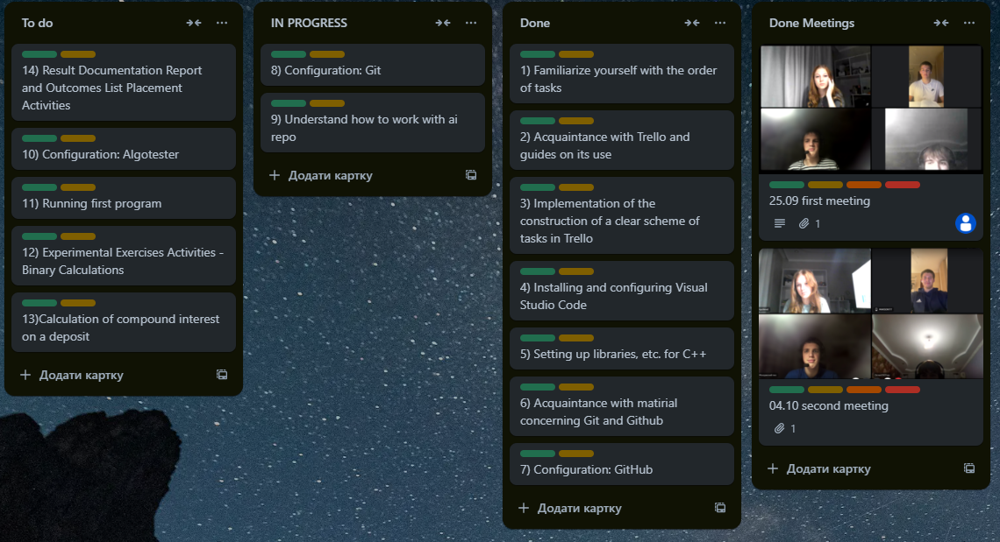 To do
14) Result Documentation Report
and Outcomes List Placement
Activities
10) Configuration: Algotester
11) Running first program
12) Experimental Exercises Activities -
Binary Calculations
13)Calculation of compound interest
on a deposit
Додати картку
IN PROGRESS
8) Configuration: Git
9) Understand how to work with ai
repo
Додати картку
Done
1) Familiarize yourself with the order
of tasks
2) Acquaintance with Trello and
guides on its use
3) Implementation of the
construction of a clear scheme of
tasks in Trello
4) Installing and configuring Visual
Studio Code
5) Setting up libraries, etc. for C++
6) Acquaintance with matirial
concerning Git and Github
7) Configuration: GitHub
Додати картку
Done Meetings
25.09 first meeting
1
04.10 second meeting
1
Додати картку